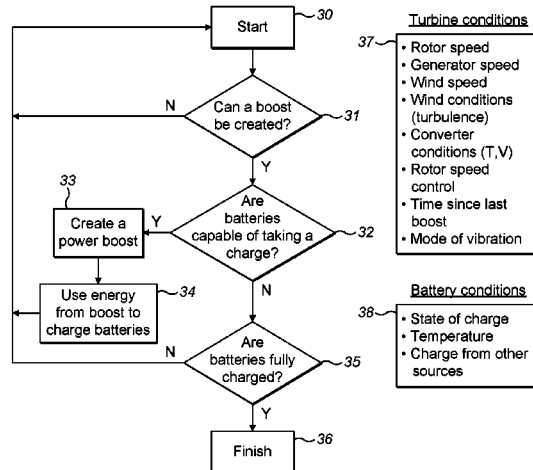 Start
30
Can a boost
be created?
31
N
Y
Are
batteries
capable of taking a
charge?
32
Y
N
33
Create a
power boost
Use energy
from boost to
charge batteries
34
Are
batteries fully
charged?
35
N
Y
Finish
36
Turbine conditions
37
• Rotor speed
• Generator speed
• Wind speed
• Wind conditions
(turbulence)
• Converter
conditions (T,V)
• Rotor speed
control
• Time since last
boost
• Mode of vibration
Battery conditions
38
• State of charge
• Temperature
• Charge from other
sources